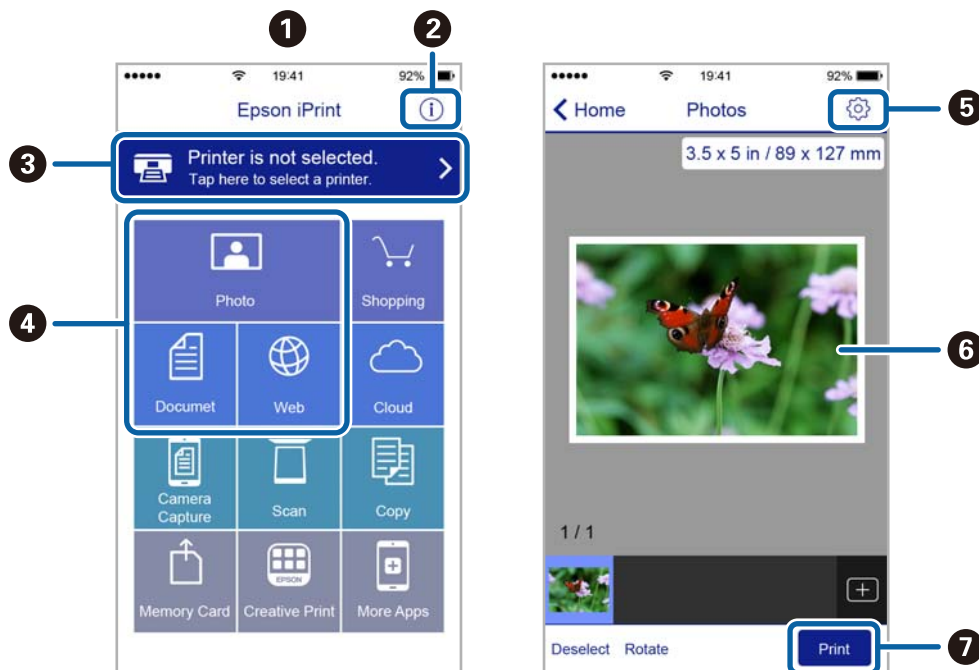 1
2
19:41
92%
Epson iPrint
i
3
Printer is not selected.
Tap here to select a printer.
4
Photo
Shopping
Documet
Web
Cloud
Camera
Capture
Scan
Copy
EPSON
Memory Card
Creative Print
More Apps
19:41
92%
Home
Photos
5
3.5 x 5 in / 89 x 127 mm
6
1 / 1
Deselect
Rotate
Print
7